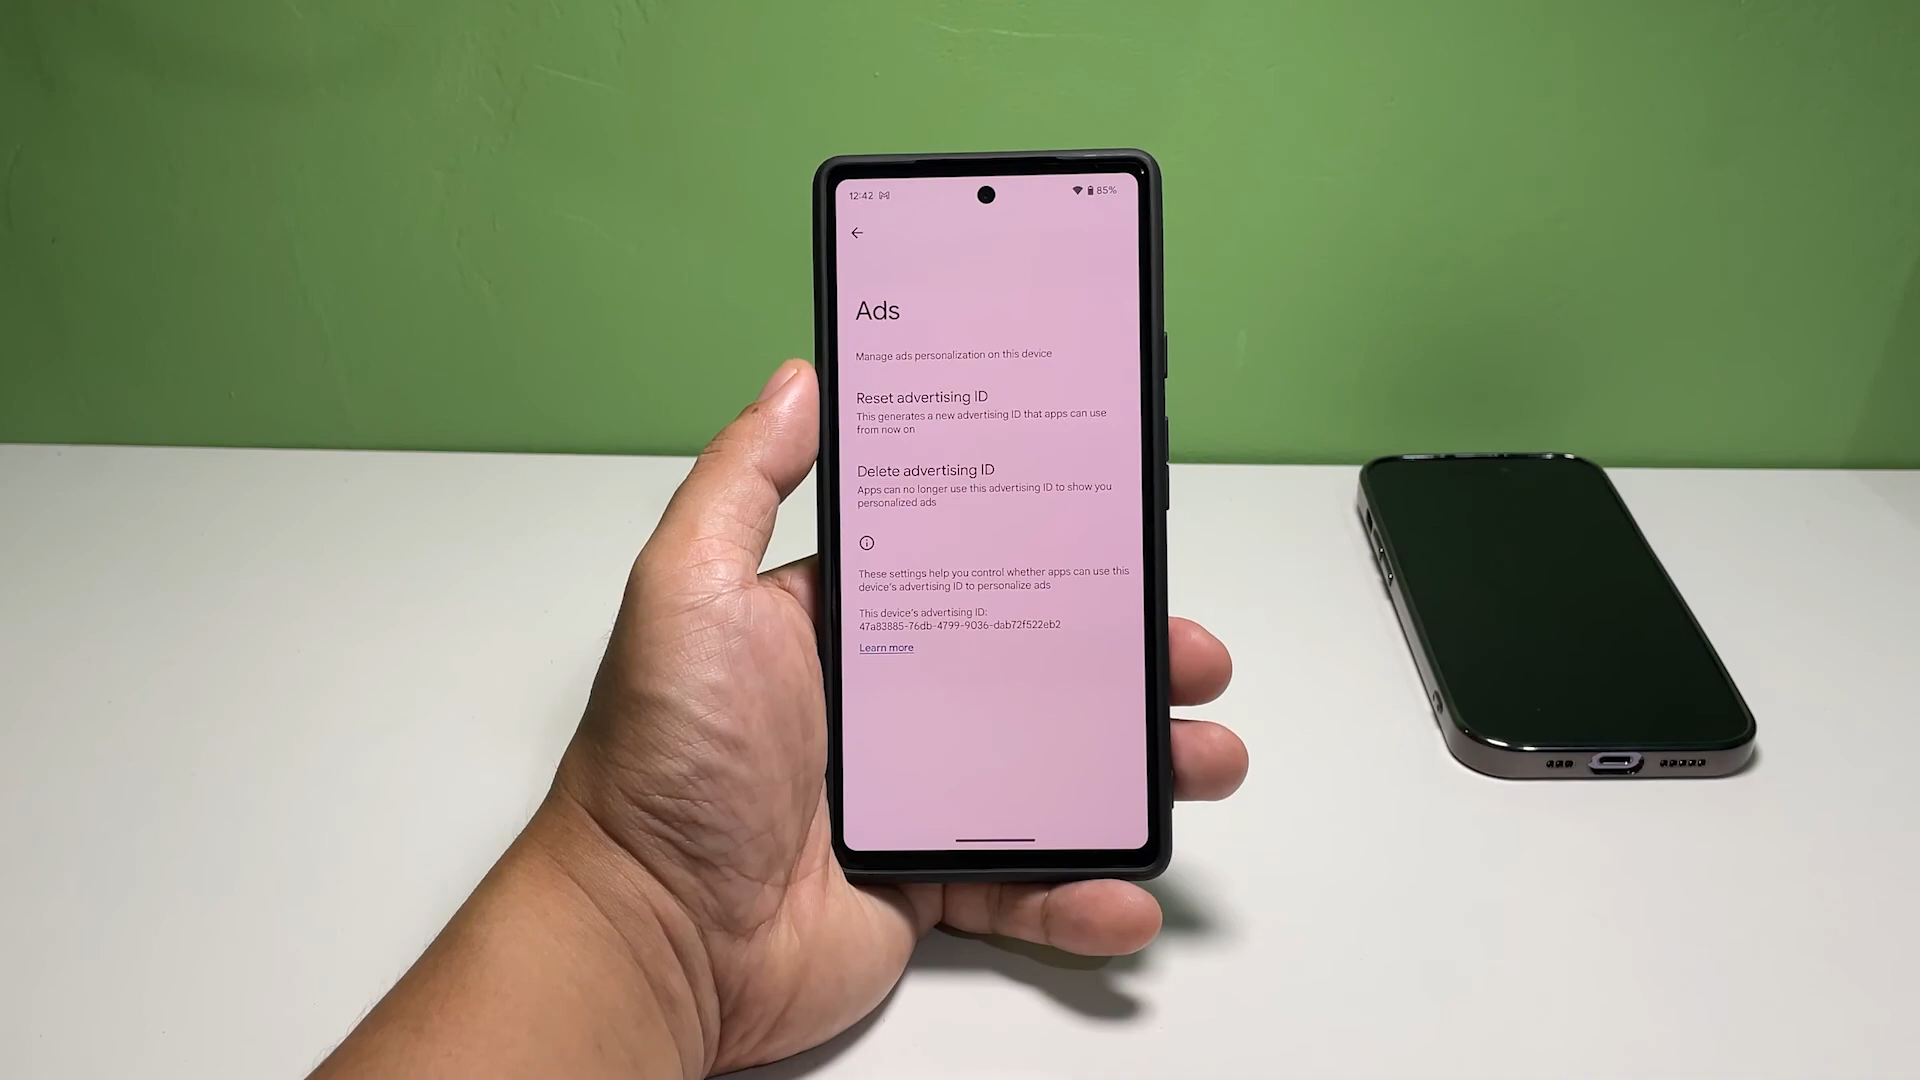 12:42
85%
Ads
Manage ads personalization on this device
Reset advertising ID
This generates a new advertising ID that apps can use
from now on
Delete advertising ID
Apps can no longer use this advertising ID to show you
personalized ads
These settings help you control whether apps can use this
device's advertising ID to personalize ads
This device's advertising ID:
47a83885-76db-4799-9036-dab72f522eb2
Learn more